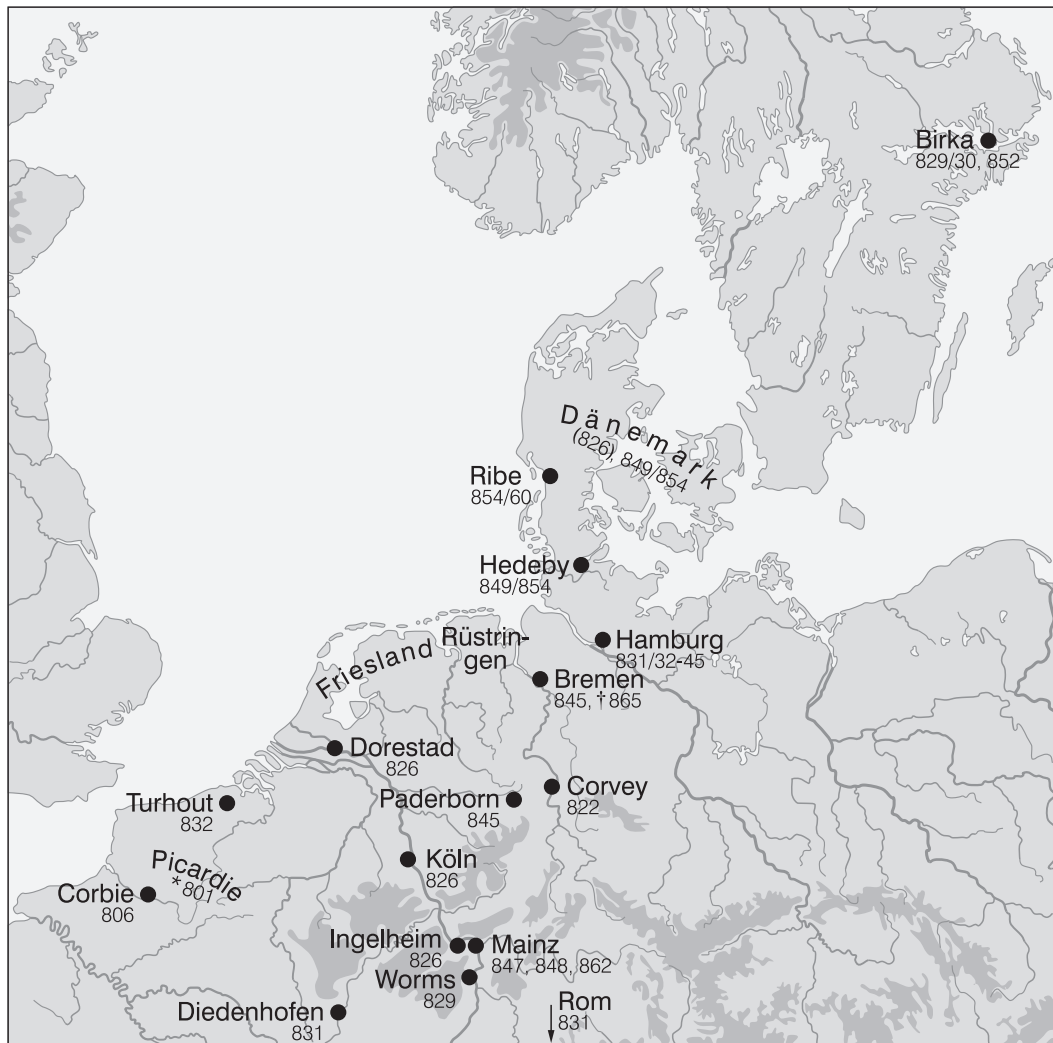 Birka
829/30, 852
Dänemark
(826), 849/854
Ribe
854/60
Hedeby
849/854
Rüstrin-
gen
Hamburg
831/32-45
Friesland
Bremen
845, †865
Dorestad
826
Corvey
822
Paderborn
845
Turhout
832
Köln
826
Picardie
*801
Corbie
806
Ingelheim
826
Mainz
847, 848, 862
Worms
829
Diedenhofen
831
Rom
831